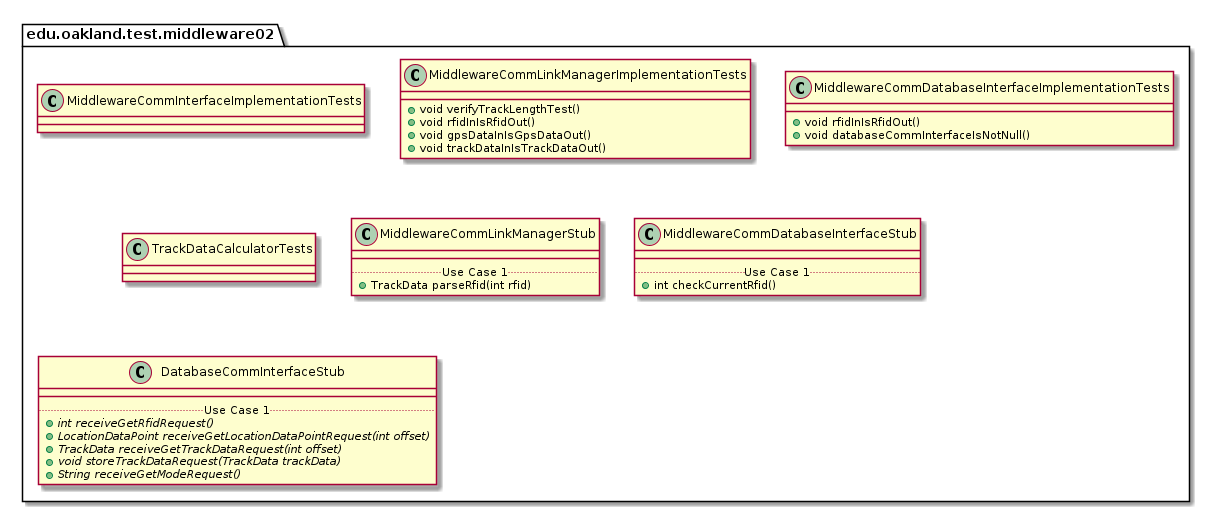 edu.oakland.test.middleware02
C MiddlewareCommInterfaceImplementationTests
C MiddlewareCommLinkManagerImplementationTests
void verifyTrackLengthTest()
void rfidInIsRfidOut()
void gpsDataInIsGpsDataOut()
void trackDataInIsTrackDataOut()
C MiddlewareCommDatabaseInterfaceImplementationTests
void rfidInIsRfidOut()
void databaseCommInterfaceIsNotNull()
C TrackDataCalculatorTests
C MiddlewareCommLinkManagerStub
Use Case 1
TrackData parseRfid(int rfid)
C MiddlewareCommDatabaseInterfaceStub
Use Case 1
int checkCurrentRfid()
C DatabaseCommInterfaceStub
Use Case 1
int receiveGetRfidRequest()
LocationDataPoint receiveGetLocationDataPointRequest(int offset)
TrackData receiveGetTrackDataRequest(int offset)
void storeTrackDataRequest(TrackData trackData)
String receiveGetModeRequest()